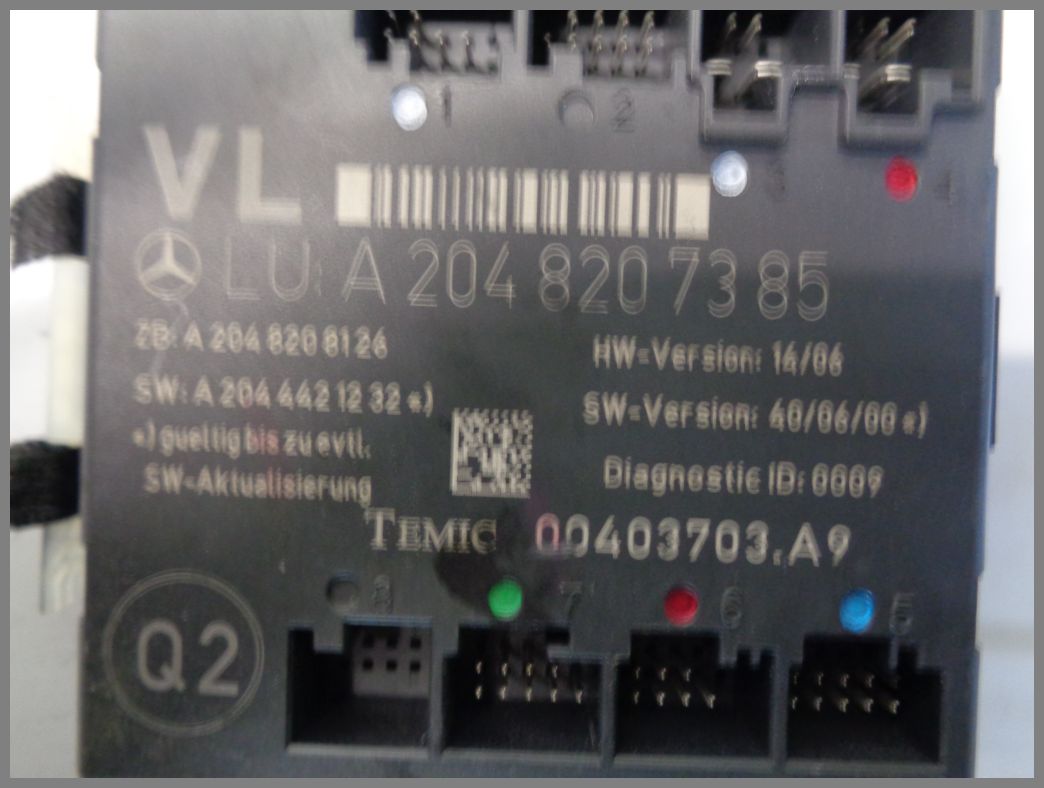 1 2
3 4
VL
LU A 204 820 73 85
ZB: A 204 820 81 26
HW-Version: 14/06
SW: A 204 442 12 32 *)
SW-Version: 40/06/00 *)
*) gueltig bis zu evtl.
SW-Aktualisierung
Diagnostic ID: 0009
TEMIC 00403703.A9
8 7 6 5
Q2